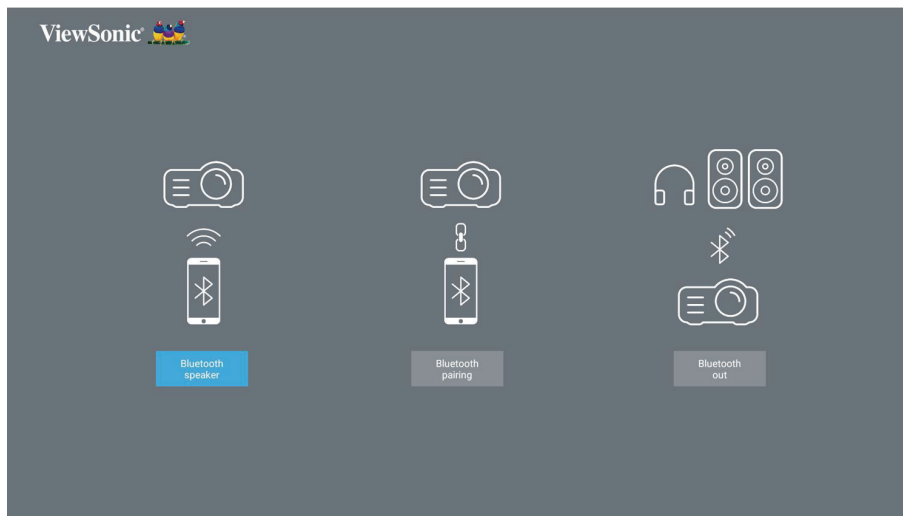 ViewSonic®
Bluetooth
speaker
Bluetooth
pairing
Bluetooth
out